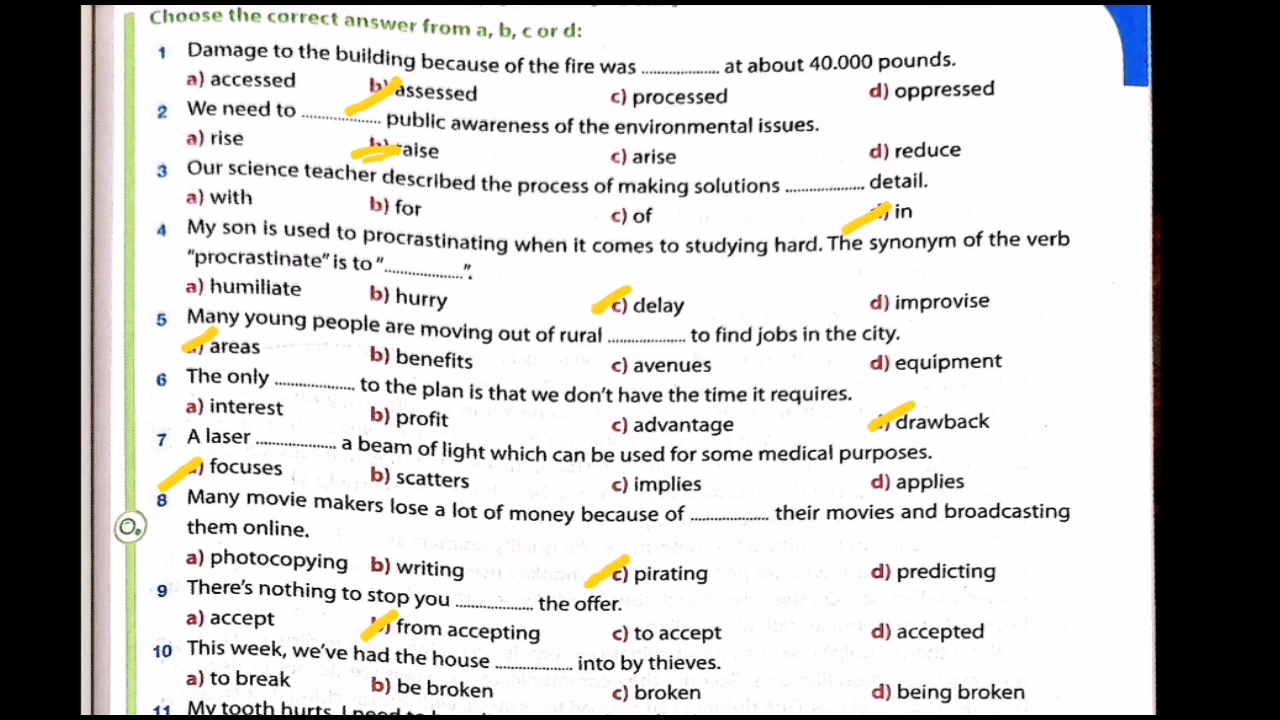 Choose the correct answer from a, b, c or d:
1 Damage to the building because of the fire was .................... at about 40.000 pounds.
a) accessed b) assessed c) processed d) oppressed
2 We need to .................... public awareness of the environmental issues.
a) rise b) raise c) arise d) reduce
3 Our science teacher described the process of making solutions .................... detail.
a) with b) for c) of d) in
4 My son is used to procrastinating when it comes to studying hard. The synonym of the verb
"procrastinate" is to "....................".
a) humiliate b) hurry c) delay d) improvise
5 Many young people are moving out of rural .................... to find jobs in the city.
a) areas b) benefits c) avenues d) equipment
6 The only .................... to the plan is that we don't have the time it requires.
a) interest b) profit c) advantage d) drawback
7 A laser .................... a beam of light which can be used for some medical purposes.
a) focuses b) scatters c) implies d) applies
8 Many movie makers lose a lot of money because of .................... their movies and broadcasting
them online.
a) photocopying b) writing c) pirating d) predicting
9 There's nothing to stop you .................... the offer.
a) accept b) from accepting c) to accept d) accepted
10 This week, we've had the house .................... into by thieves.
a) to break b) be broken c) broken d) being broken
11 My tooth hurts. I need to